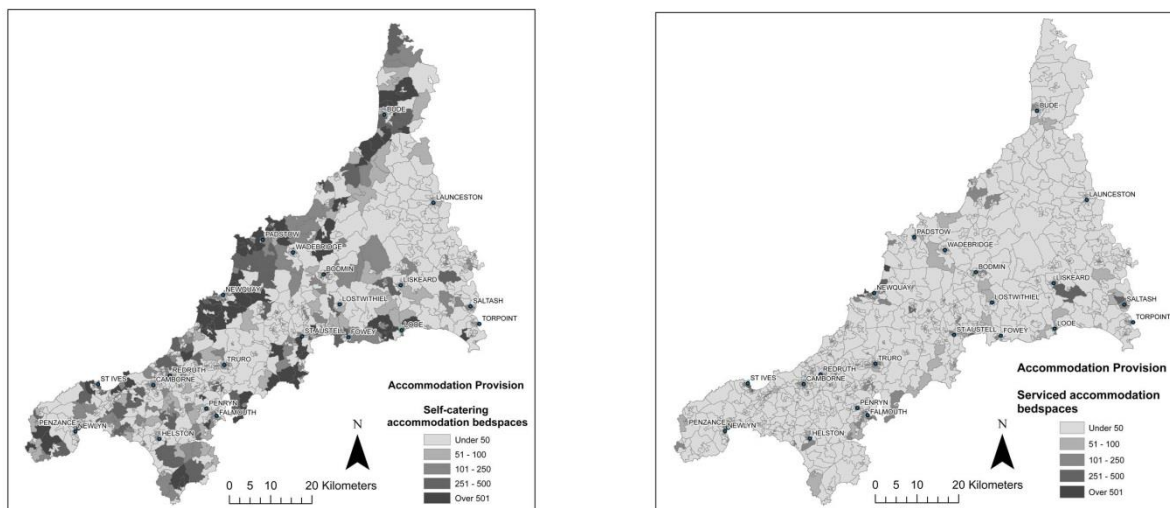 BUDE
LAUNCESTON
PADSTOW
WADEBRIDGE
BODMIN
LISKEARD
NEWQUAY
LOSTWITHIEL
SALTASH
TORPOINT
LOOE
ST AUSTELL
FOWEY
TRURO
REDRUTH
ST IVES
CAMBORNE
PENRYN
FALMOUTH
PENZANCE
NEWLYN
HELSTON
Accommodation Provision
Self-catering
accommodation bedspaces
Under 50
51 - 100
101 - 250
251 - 500
Over 501
N
0 5 10 20 Kilometers
BUDE
LAUNCESTON
PADSTOW
WADEBRIDGE
BODMIN
LISKEARD
NEWQUAY
LOSTWITHIEL
SALTASH
TORPOINT
LOOE
ST AUSTELL
FOWEY
TRURO
REDRUTH
ST IVES
CAMBORNE
PENRYN
FALMOUTH
PENZANCE
NEWLYN
HELSTON
Accommodation Provision
Serviced accommodation
bedspaces
Under 50
51 - 100
101 - 250
251 - 500
Over 501
N
0 5 10 20 Kilometers